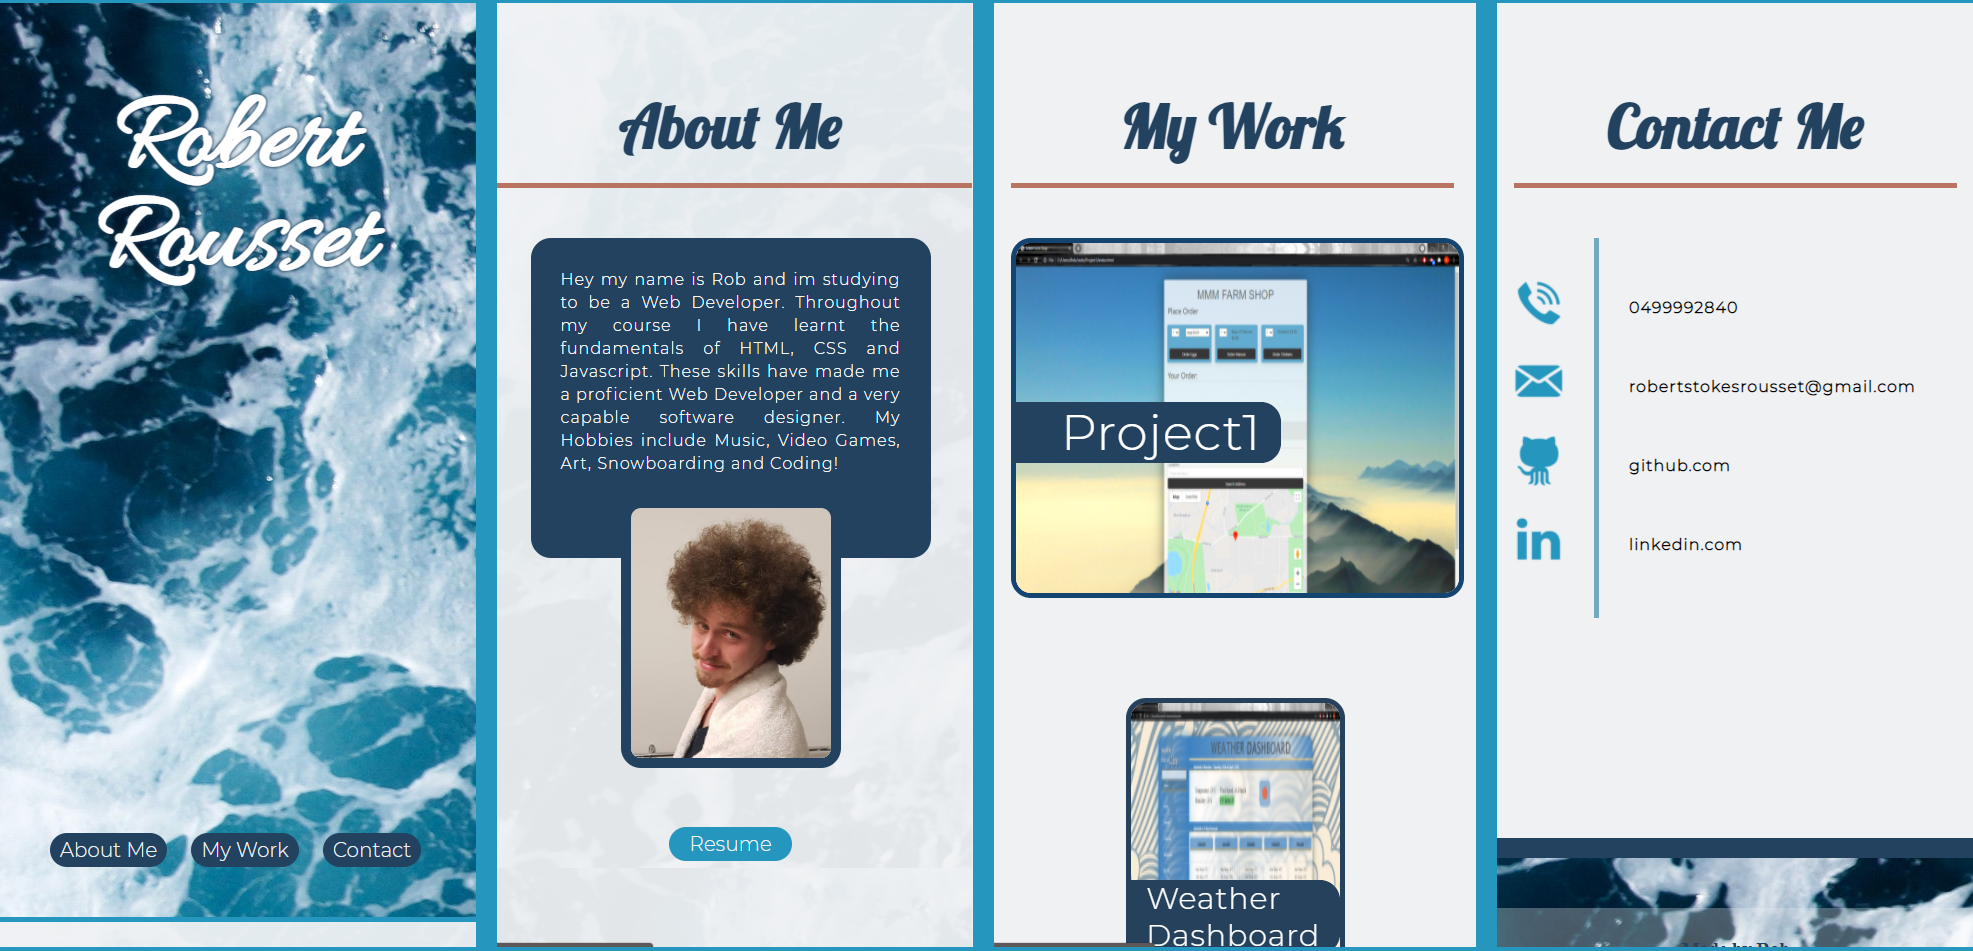 Robert
Rousset
About Me
My Work
Contact
About Me
Hey my name is Rob and im studying
to be a Web Developer. Throughout
my course I have learnt the
fundamentals of HTML, CSS and
Javascript. These skills have made me
a proficient Web Developer and a very
capable software designer. My
Hobbies include Music, Video Games,
Art, Snowboarding and Coding!
Resume
My Work
MMM FARM SHOP
Place Order
Your Order:
Project1
WEATHER DASHBOARD
Weather
Dashboard
Contact Me
0499992840
robertstokesrousset@gmail.com
github.com
linkedin.com
Made by Rob